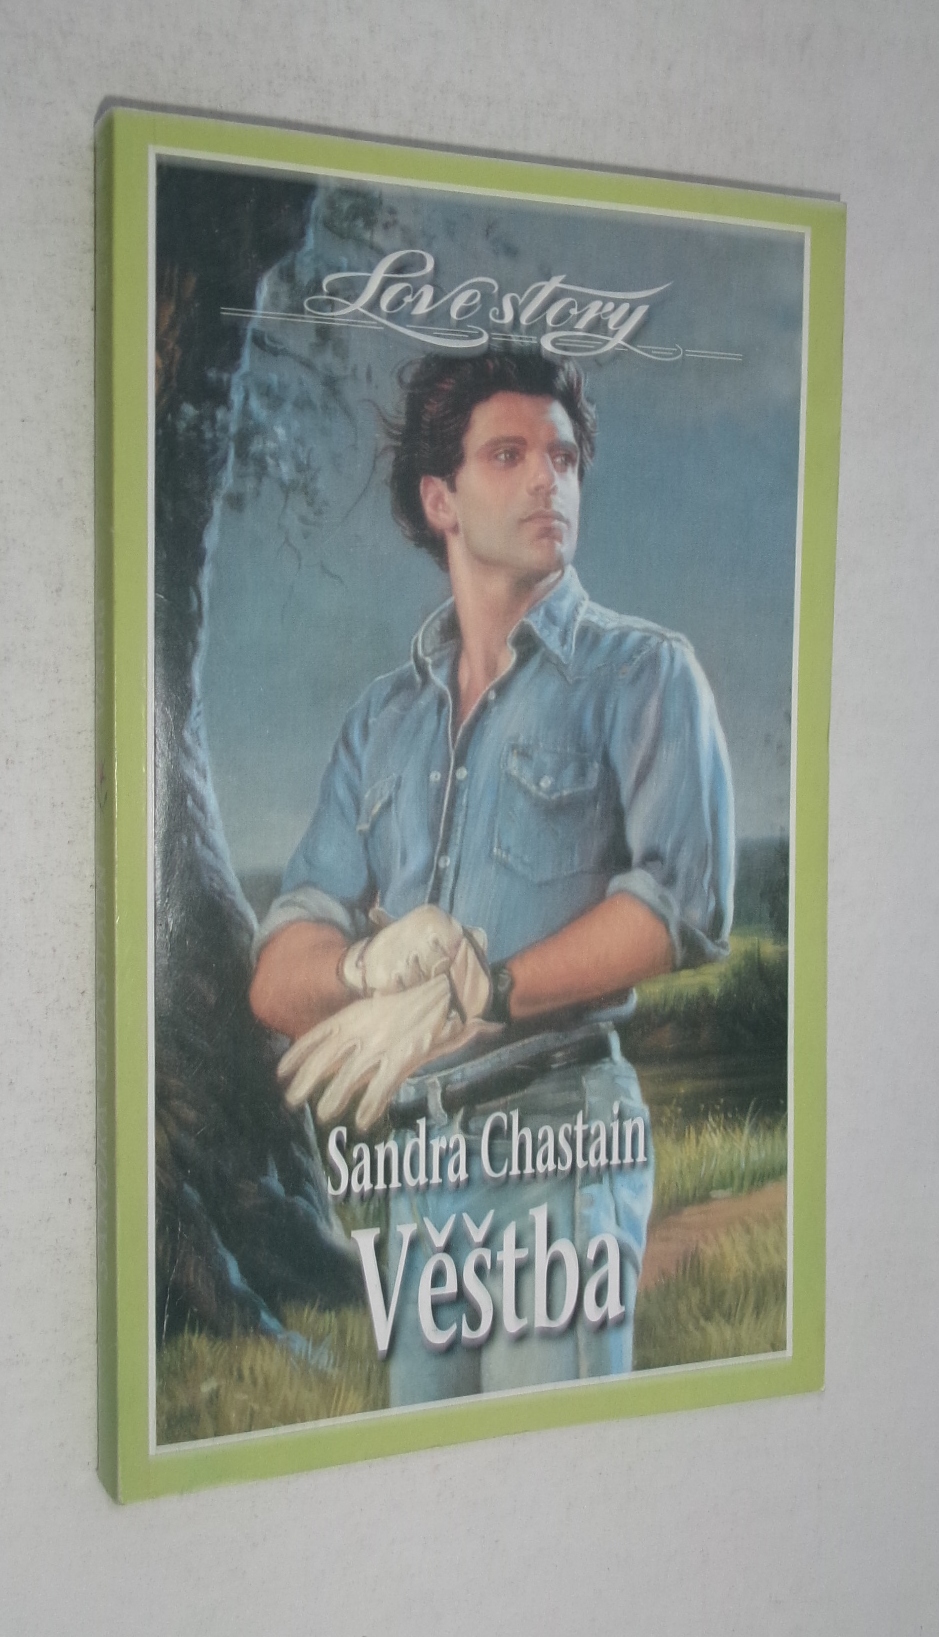 Love story
Sandra Chastain
Věštba